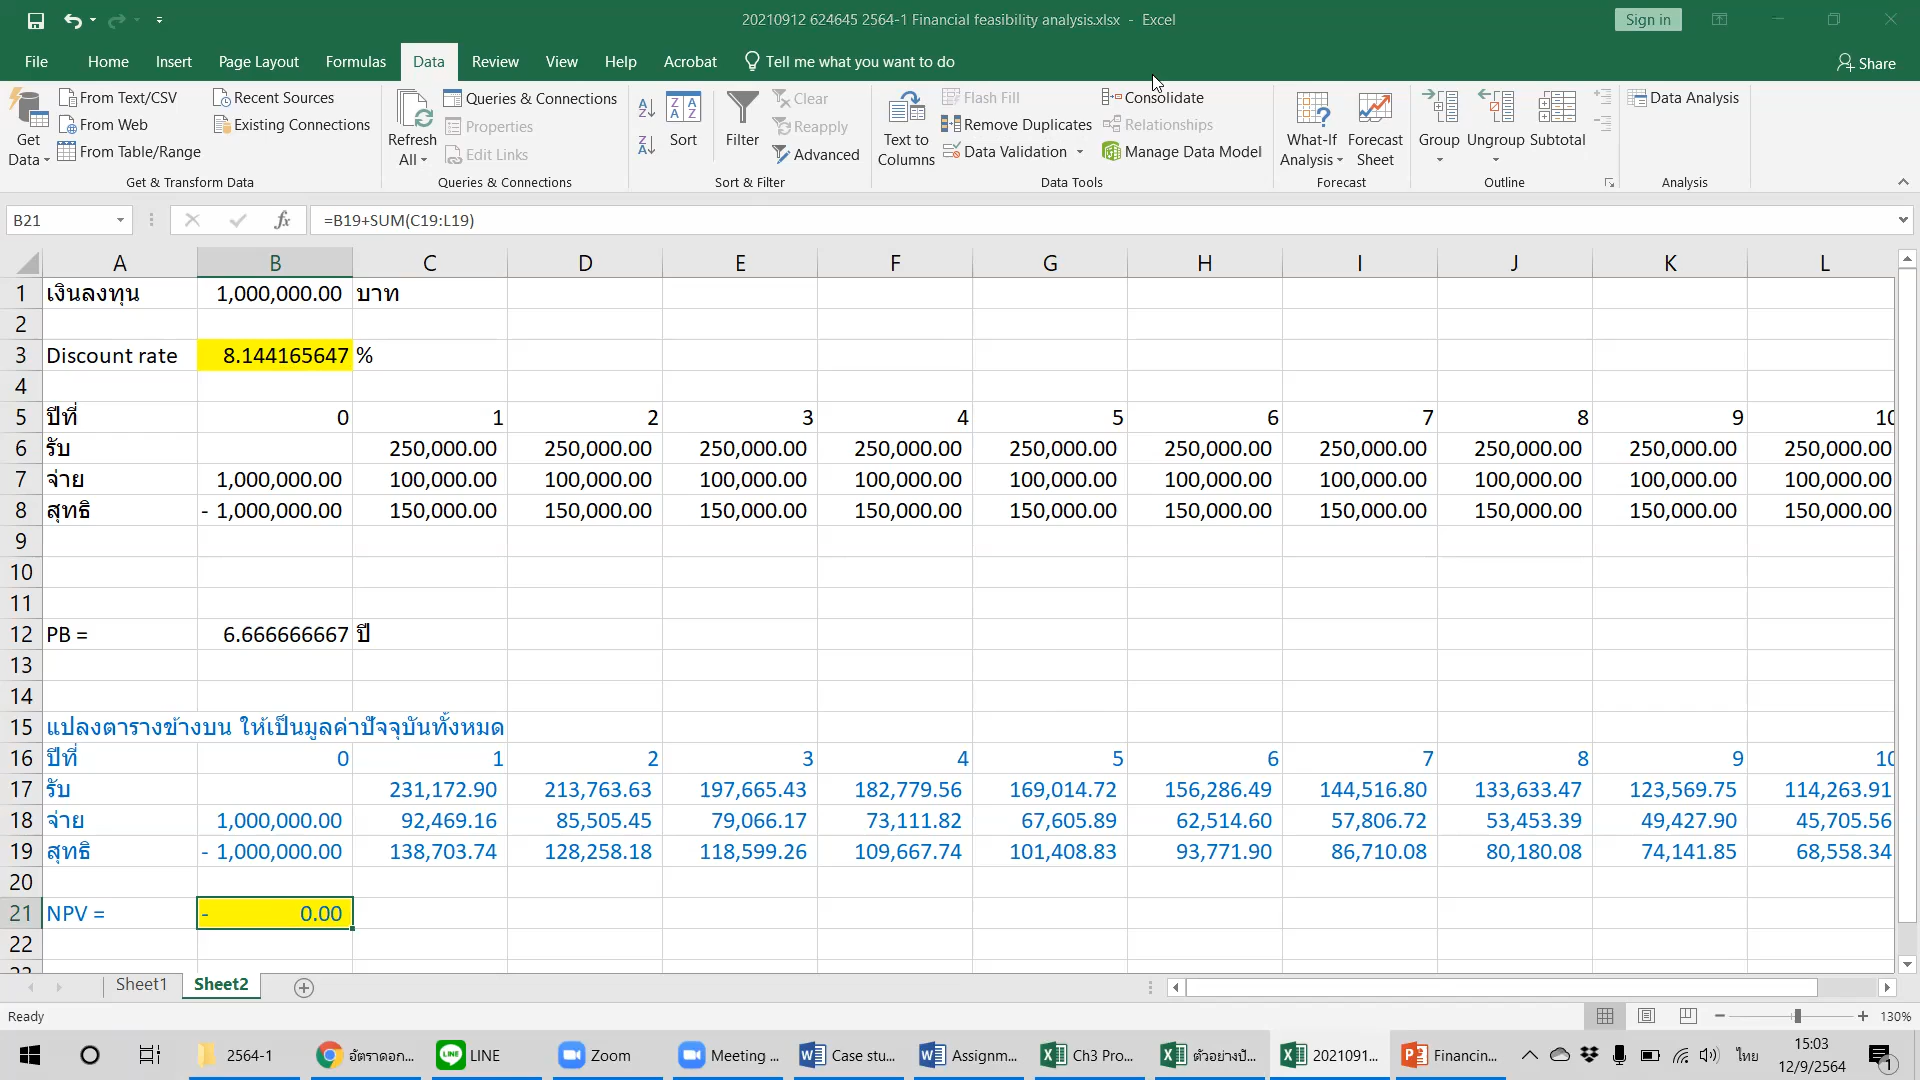 20210912 624645 2564-1 Financial feasibility analysis.xlsx - Excel
Sign in
File Home Insert Page Layout Formulas Data Review View Help Acrobat Tell me what you want to do
Share
Get Data
From Text/CSV
From Web
From Table/Range
Recent Sources
Existing Connections
Get & Transform Data
Refresh All
Queries & Connections
Properties
Edit Links
Queries & Connections
Sort
Filter
Clear
Reapply
Advanced
Sort & Filter
Text to Columns
Flash Fill
Remove Duplicates
Data Validation
Consolidate
Relationships
Manage Data Model
Data Tools
What-If Analysis
Forecast Sheet
Forecast
Group
Ungroup
Subtotal
Outline
Data Analysis
Analysis
B21 fx =B19+SUM(C19:L19)
A B C D E F G H I J K L
1 เงินลงทุน 1,000,000.00 บาท
2
3 Discount rate 8.144165647 %
4
5 ปีที่ 0 1 2 3 4 5 6 7 8 9 10
6 รับ 250,000.00 250,000.00 250,000.00 250,000.00 250,000.00 250,000.00 250,000.00 250,000.00 250,000.00 250,000.00
7 จ่าย 1,000,000.00 100,000.00 100,000.00 100,000.00 100,000.00 100,000.00 100,000.00 100,000.00 100,000.00 100,000.00 100,000.00
8 สุทธิ - 1,000,000.00 150,000.00 150,000.00 150,000.00 150,000.00 150,000.00 150,000.00 150,000.00 150,000.00 150,000.00 150,000.00
9
10
11
12 PB = 6.666666667 ปี
13
14
15 แปลงตารางข้างบน ให้เป็นมูลค่าปัจจุบันทั้งหมด
16 ปีที่ 0 1 2 3 4 5 6 7 8 9 10
17 รับ 231,172.90 213,763.63 197,665.43 182,779.56 169,014.72 156,286.49 144,516.80 133,633.47 123,569.75 114,263.91
18 จ่าย 1,000,000.00 92,469.16 85,505.45 79,066.17 73,111.82 67,605.89 62,514.60 57,806.72 53,453.39 49,427.90 45,705.56
19 สุทธิ - 1,000,000.00 138,703.74 128,258.18 118,599.26 109,667.74 101,408.83 93,771.90 86,710.08 80,180.08 74,141.85 68,558.34
20
21 NPV = - 0.00
22
Sheet1 Sheet2
Ready
130%
2564-1
อัตราดอก...
LINE
Zoom
Meeting ...
Case stu...
Assignm...
Ch3 Pro...
ตัวอย่างปั...
2021091...
Financin...
ไทย
15:03
12/9/2564
1